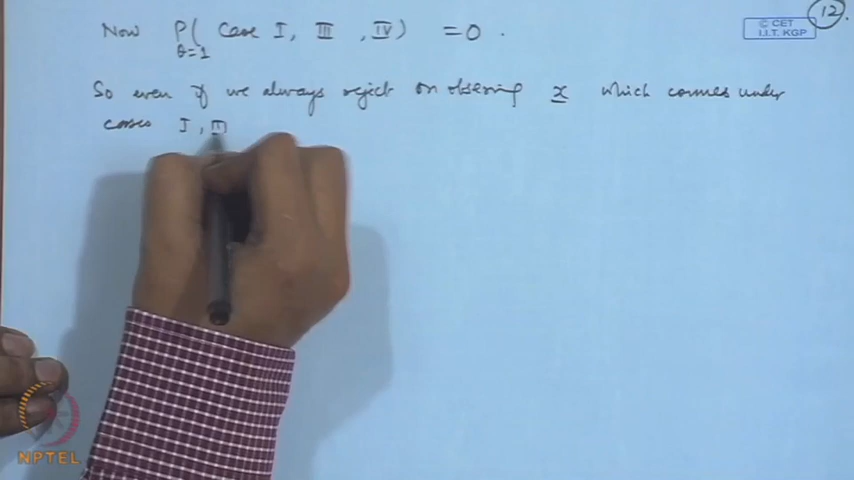 Now P( Case I, III, IV) = 0.
θ=1
© CET
I.I.T. KGP
12
So even if we always reject on observing x which comes under
cases I,
NPTEL